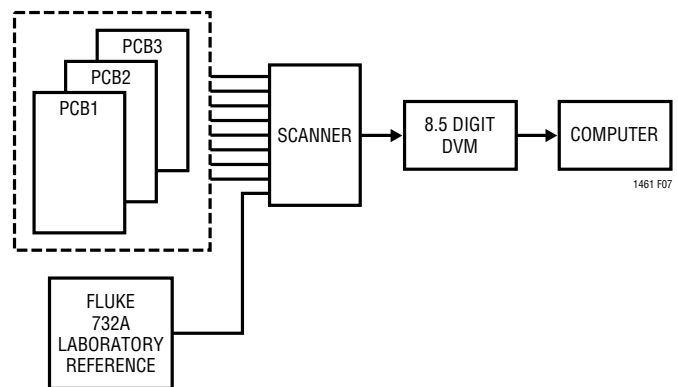 PCB3
PCB2
PCB1
SCANNER
8.5 DIGIT
DVM
COMPUTER
1461 F07
FLUKE
732A
LABORATORY
REFERENCE